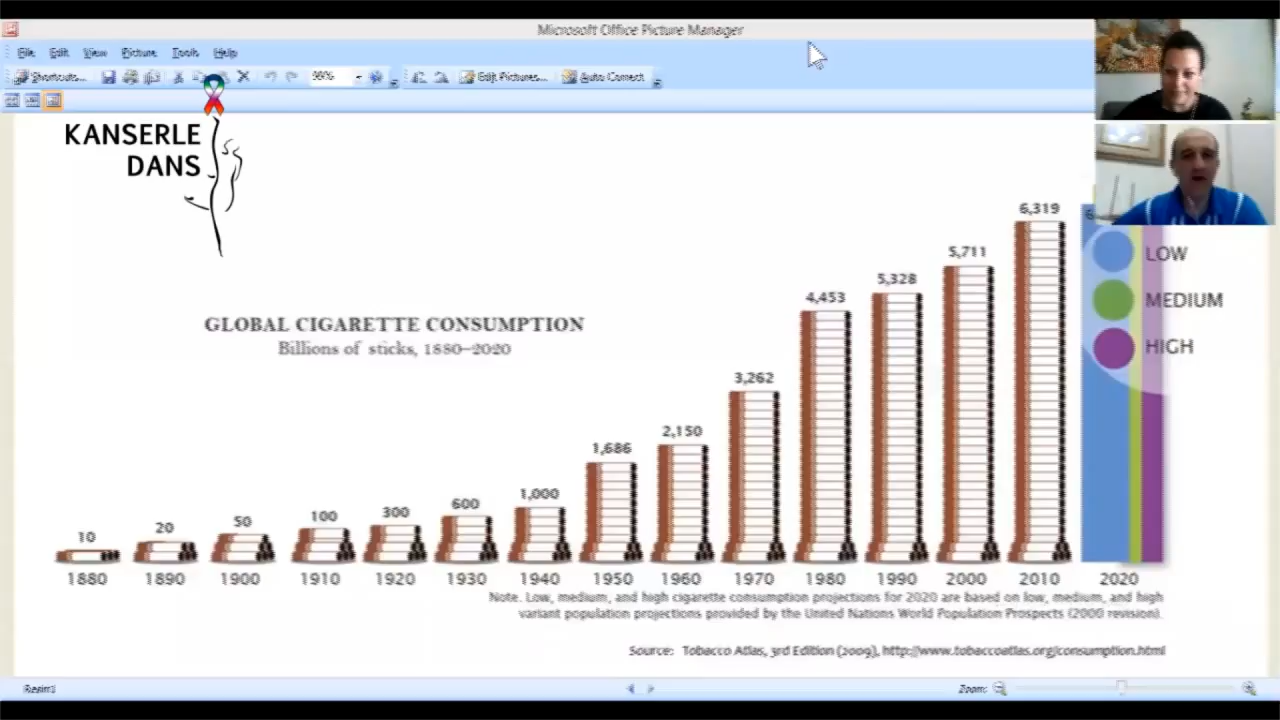 Microsoft Office Picture Manager
File Edit View Picture Tools Help
Shortcuts... 99% Edit Pictures... Auto Correct
KANSERLE
DANS
GLOBAL CIGARETTE CONSUMPTION
Billions of sticks, 1880–2020
10
20
50
100
300
600
1,000
1,686
2,150
3,262
4,453
5,328
5,711
6,319
LOW
MEDIUM
HIGH
1880 1890 1900 1910 1920 1930 1940 1950 1960 1970 1980 1990 2000 2010 2020
Note. Low, medium, and high cigarette consumption projections for 2020 are based on low, medium, and high
variant population projections provided by the United Nations World Population Prospects (2000 revision).
Source: Tobacco Atlas, 3rd Edition (2009), http://www.tobaccoatlas.org/consumption.html
Resim1
Zoom: